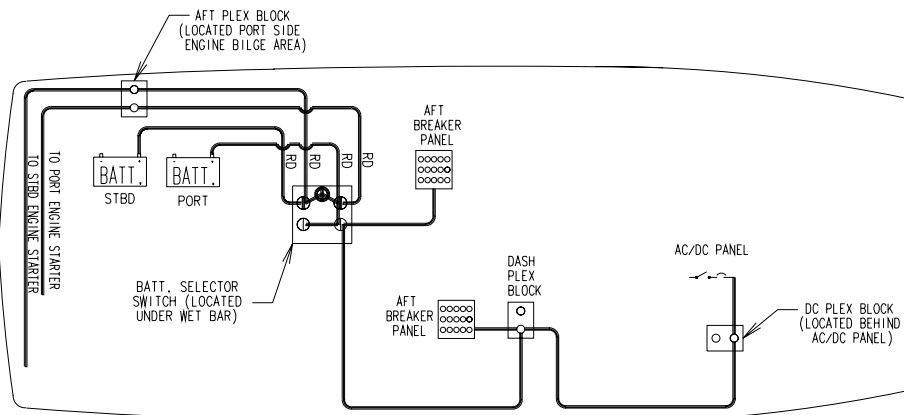 AFT PLEX BLOCK
(LOCATED PORT SIDE
ENGINE BILGE AREA)
AFT
BREAKER
PANEL
TO STBD ENGINE STARTER
TO PORT ENGINE STARTER
BATT.
STBD
BATT.
PORT
RD
RD
RD
RD
BATT. SELECTOR
SWITCH (LOCATED
UNDER WET BAR)
AFT
BREAKER
PANEL
DASH
PLEX
BLOCK
AC/DC PANEL
DC PLEX BLOCK
(LOCATED BEHIND
AC/DC PANEL)